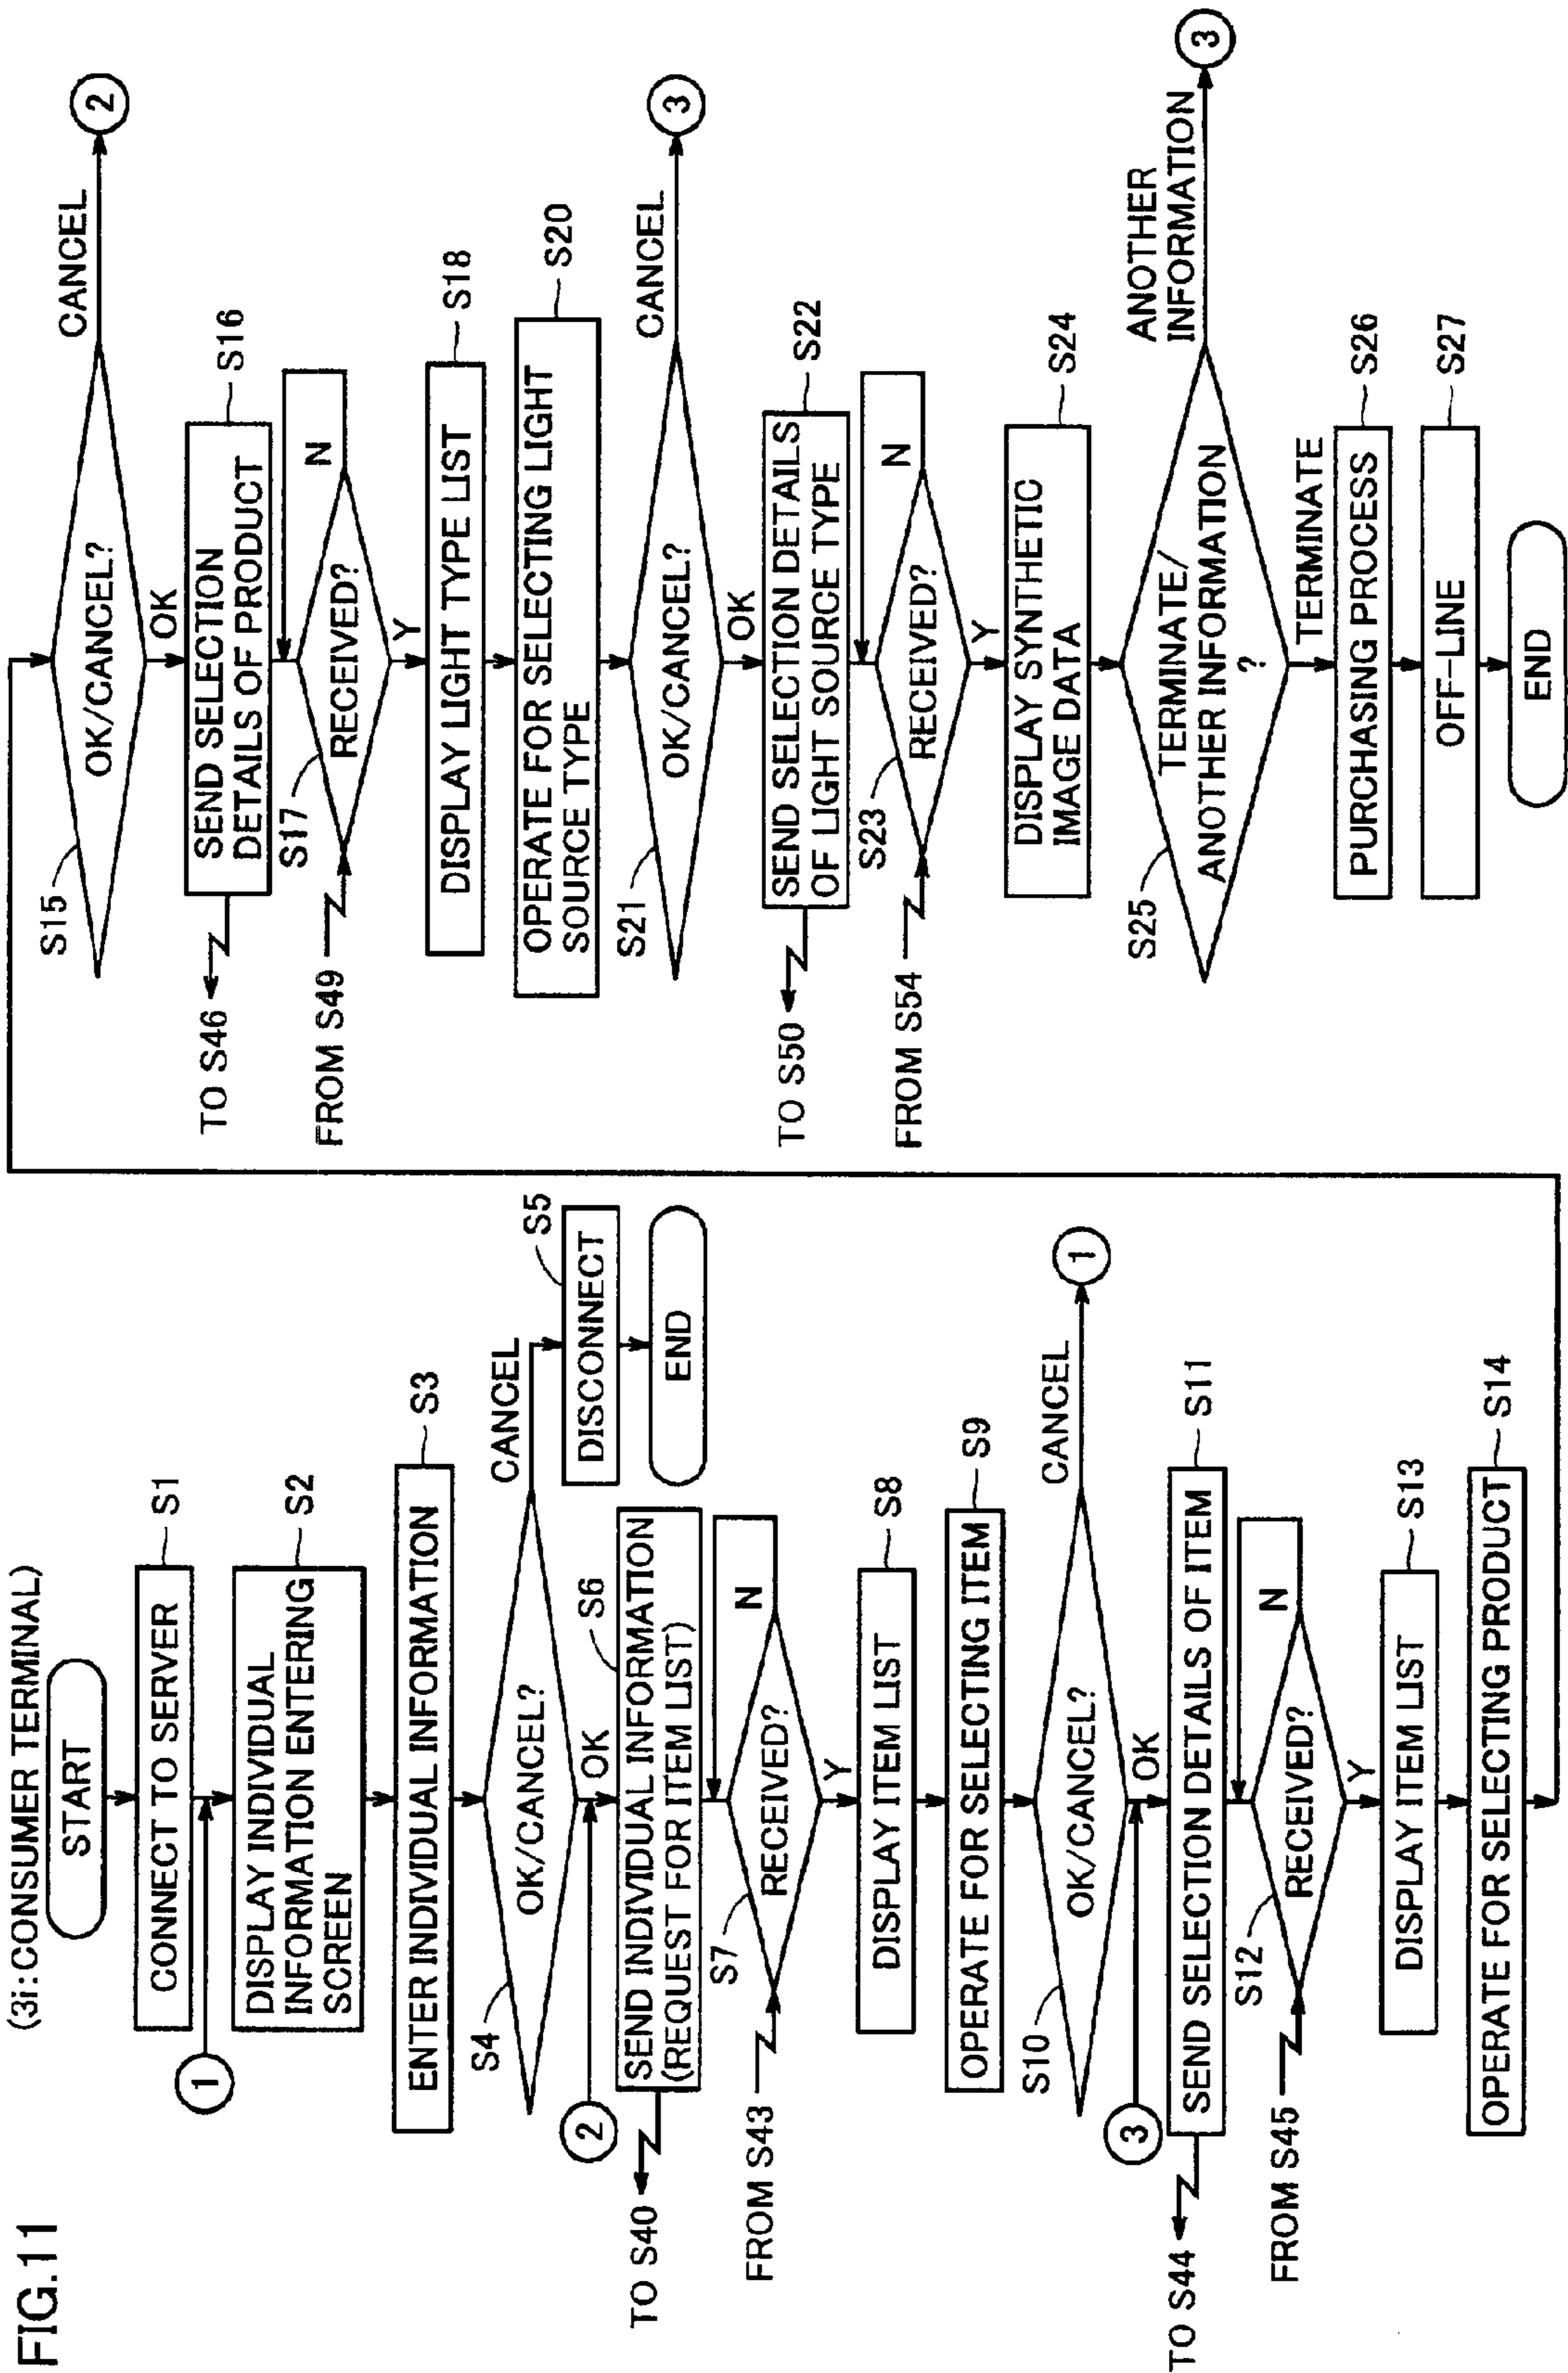 FIG.11
(3i:CONSUMER TERMINAL)
START
CONNECT TO SERVER
S1
1
DISPLAY INDIVIDUAL
INFORMATION ENTERING
SCREEN
S2
ENTER INDIVIDUAL INFORMATION
S3
S4
OK/CANCEL?
CANCEL
DISCONNECT
S5
END
OK
2
SEND INDIVIDUAL INFORMATION
(REQUEST FOR ITEM LIST)
S6
TO S40
S7
RECEIVED?
N
FROM S43
Y
DISPLAY ITEM LIST
S8
OPERATE FOR SELECTING ITEM
S9
S10
OK/CANCEL?
CANCEL
1
OK
3
SEND SELECTION DETAILS OF ITEM
S11
TO S44
S12
RECEIVED?
N
FROM S45
Y
DISPLAY ITEM LIST
S13
OPERATE FOR SELECTING PRODUCT
S14
S15
OK/CANCEL?
CANCEL
2
OK
SEND SELECTION
DETAILS OF PRODUCT
S16
TO S46
S17
RECEIVED?
N
FROM S49
Y
DISPLAY LIGHT TYPE LIST
S18
OPERATE FOR SELECTING LIGHT
SOURCE TYPE
S20
S21
OK/CANCEL?
CANCEL
3
OK
SEND SELECTION DETAILS
OF LIGHT SOURCE TYPE
S22
TO S50
S23
RECEIVED?
N
FROM S54
Y
DISPLAY SYNTHETIC
IMAGE DATA
S24
S25
TERMINATE/
ANOTHER INFORMATION
?
ANOTHER
INFORMATION
3
TERMINATE
PURCHASING PROCESS
S26
OFF-LINE
S27
END